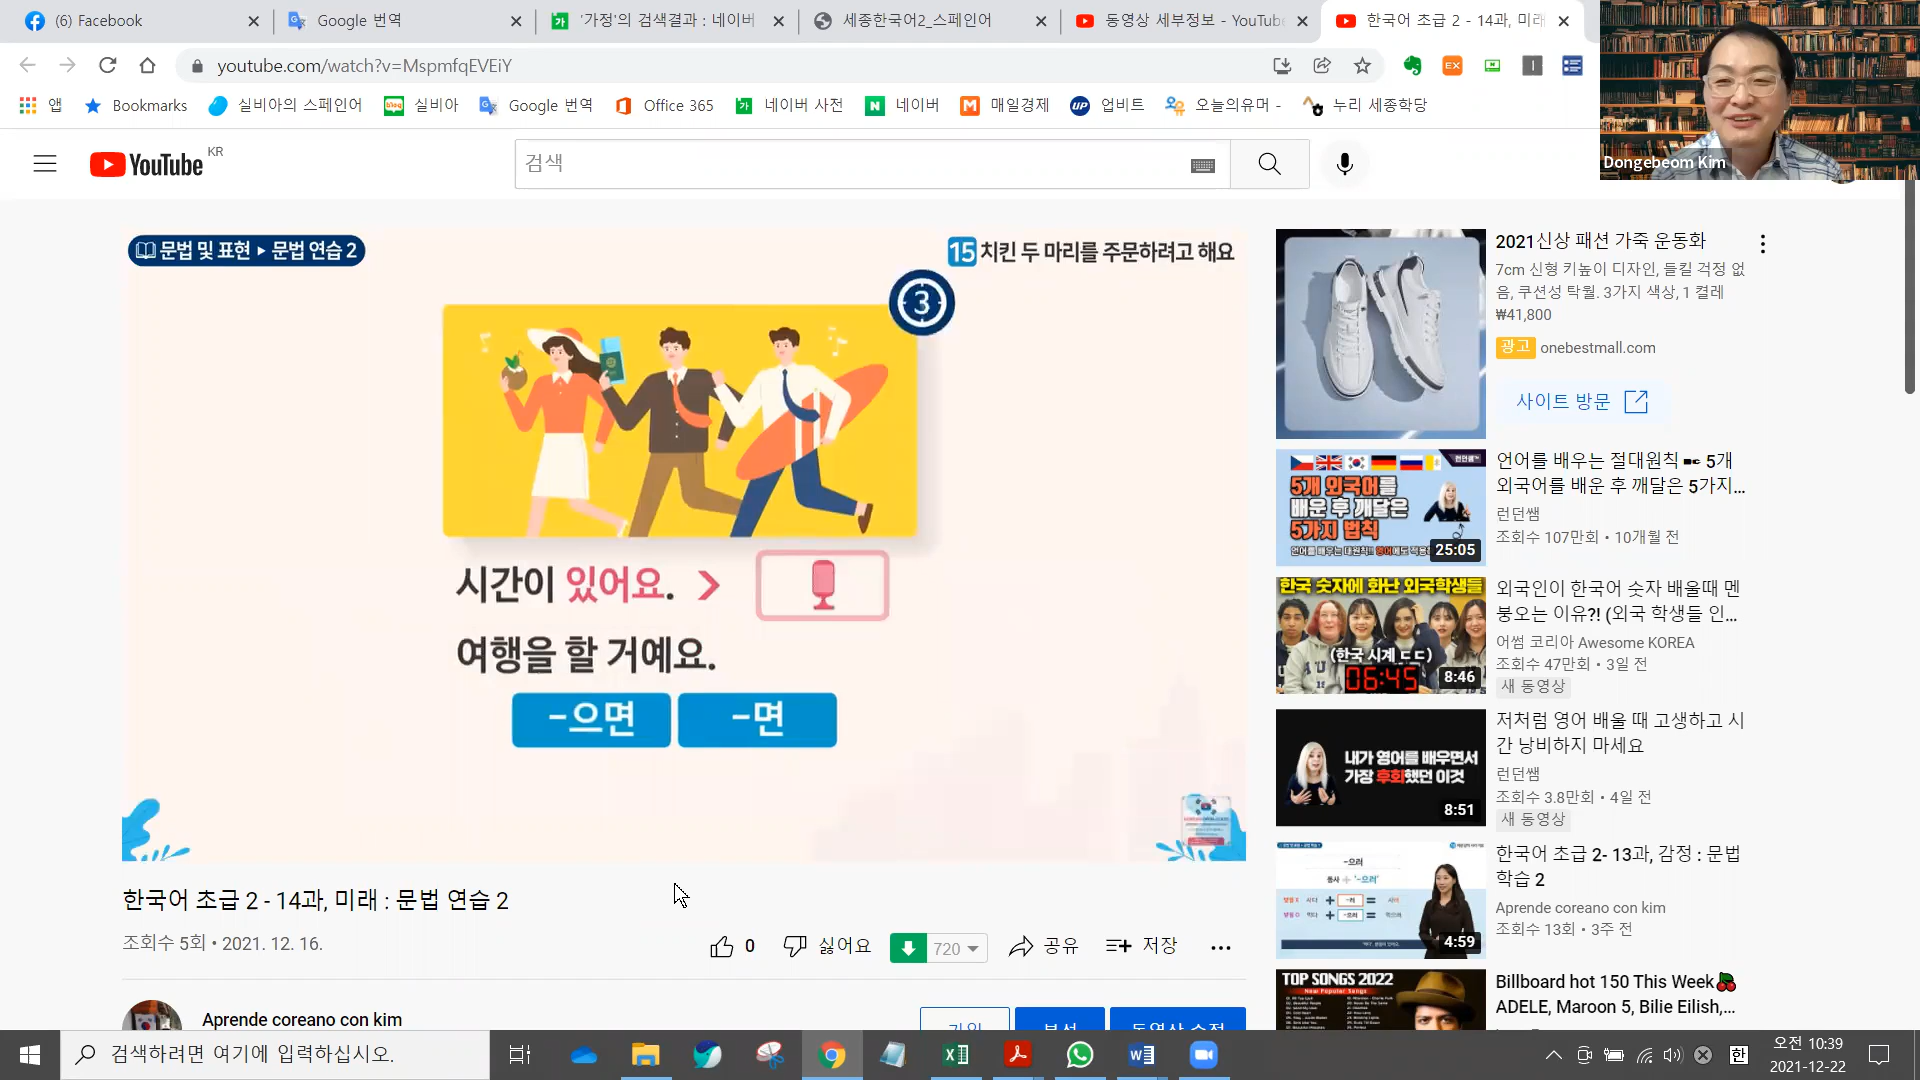 (6) Facebook
Google 번역
'가정'의 검색결과 : 네이버
세종한국어2_스페인어
동영상 세부정보 - YouTube
한국어 초급 2 - 14과, 미래
youtube.com/watch?v=MspmfqEVEiY
앱
Bookmarks
실비아의 스페인어
실비아
Google 번역
Office 365
네이버 사전
네이버
매일경제
업비트
오늘의유머 -
누리 세종학당
Dongebeom Kim
YouTube KR
검색
문법 및 표현 ▸ 문법 연습 2
15 치킨 두 마리를 주문하려고 해요
3
시간이 있어요. >
여행을 할 거예요.
-으면
-면
한국어 초급 2 - 14과, 미래 : 문법 연습 2
조회수 5회 • 2021. 12. 16.
0
싫어요
720
공유
저장
Aprende coreano con kim
2021신상 패션 가죽 운동화
7cm 신형 키높이 디자인, 들킬 걱정 없
음, 쿠션성 탁월. 3가지 색상, 1 켤레
₩41,800
광고 onebestmall.com
사이트 방문
5개 외국어를
배운 후 깨달은
5가지 법칙
25:05
언어를 배우는 절대원칙 5개
외국어를 배운 후 깨달은 5가지...
런던쌤
조회수 107만회 • 10개월 전
한국 숫자에 화난 외국학생들
(한국 시계 ㄷㄷ)
06:45
8:46
외국인이 한국어 숫자 배울때 멘
붕오는 이유?! (외국 학생들 인...
어썸 코리아 Awesome KOREA
조회수 47만회 • 3일 전
새 동영상
내가 영어를 배우면서
가장 후회했던 이것
8:51
저처럼 영어 배울 때 고생하고 시
간 낭비하지 마세요
런던쌤
조회수 3.8만회 • 4일 전
새 동영상
-으러
동사 + '-으러'
4:59
한국어 초급 2- 13과, 감정 : 문법
학습 2
Aprende coreano con kim
조회수 13회 • 3주 전
TOP SONGS 2022
New Popular Songs
Billboard hot 150 This Week🍒
ADELE, Maroon 5, Bilie Eilish,...
검색하려면 여기에 입력하십시오.
한
오전 10:39
2021-12-22